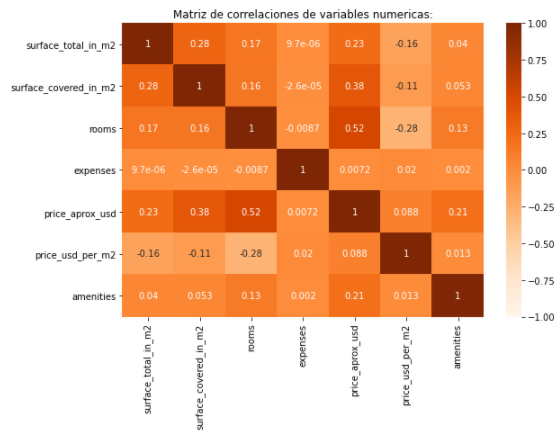 Matriz de correlaciones de variables numericas:
surface_total_in_m2 1 0.28 0.17 9.7e-06 0.23 -0.16 0.04
surface_covered_in_m2 0.28 1 0.16 -2.6e-05 0.38 -0.11 0.053
rooms 0.17 0.16 1 -0.0087 0.52 -0.28 0.13
expenses 9.7e-06 -2.6e-05 -0.0087 1 0.0072 0.02 0.002
price_aprox_usd 0.23 0.38 0.52 0.0072 1 0.088 0.21
price_usd_per_m2 -0.16 -0.11 -0.28 0.02 0.088 1 0.013
amenities 0.04 0.053 0.13 0.002 0.21 0.013 1
surface_total_in_m2
surface_covered_in_m2
rooms
expenses
price_aprox_usd
price_usd_per_m2
amenities
1.00
0.75
0.50
0.25
0.00
-0.25
-0.50
-0.75
-1.00